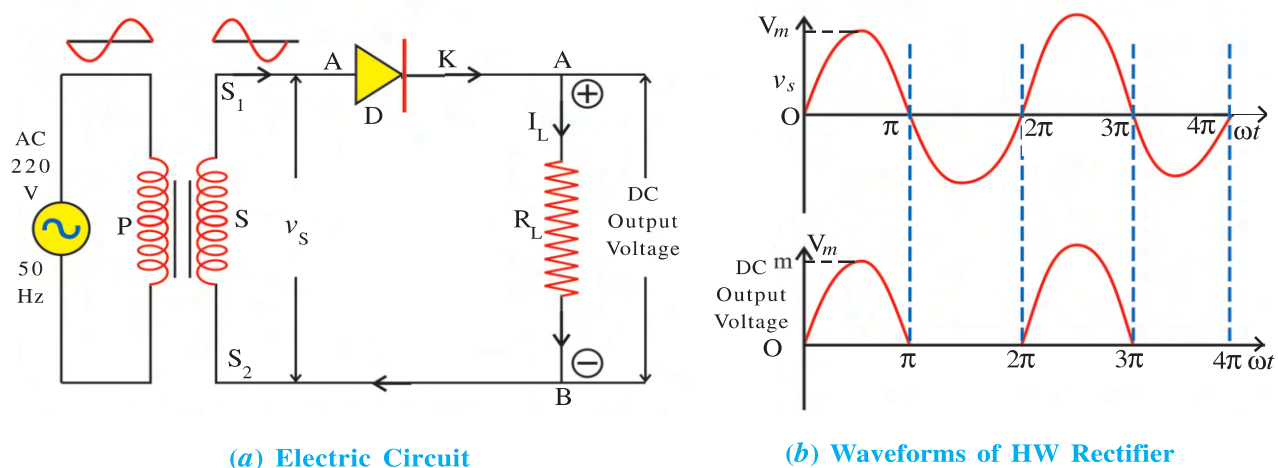 AC
220
V
50
Hz
P
S
S1
S2
vS
A
D
K
A
IL
RL
B
DC
Output
Voltage
(a) Electric Circuit
Vm
vs
O
π
2π
3π
4π
ωt
Vm
DC m
Output
Voltage
O
π
2π
3π
4π ωt
(b) Waveforms of HW Rectifier